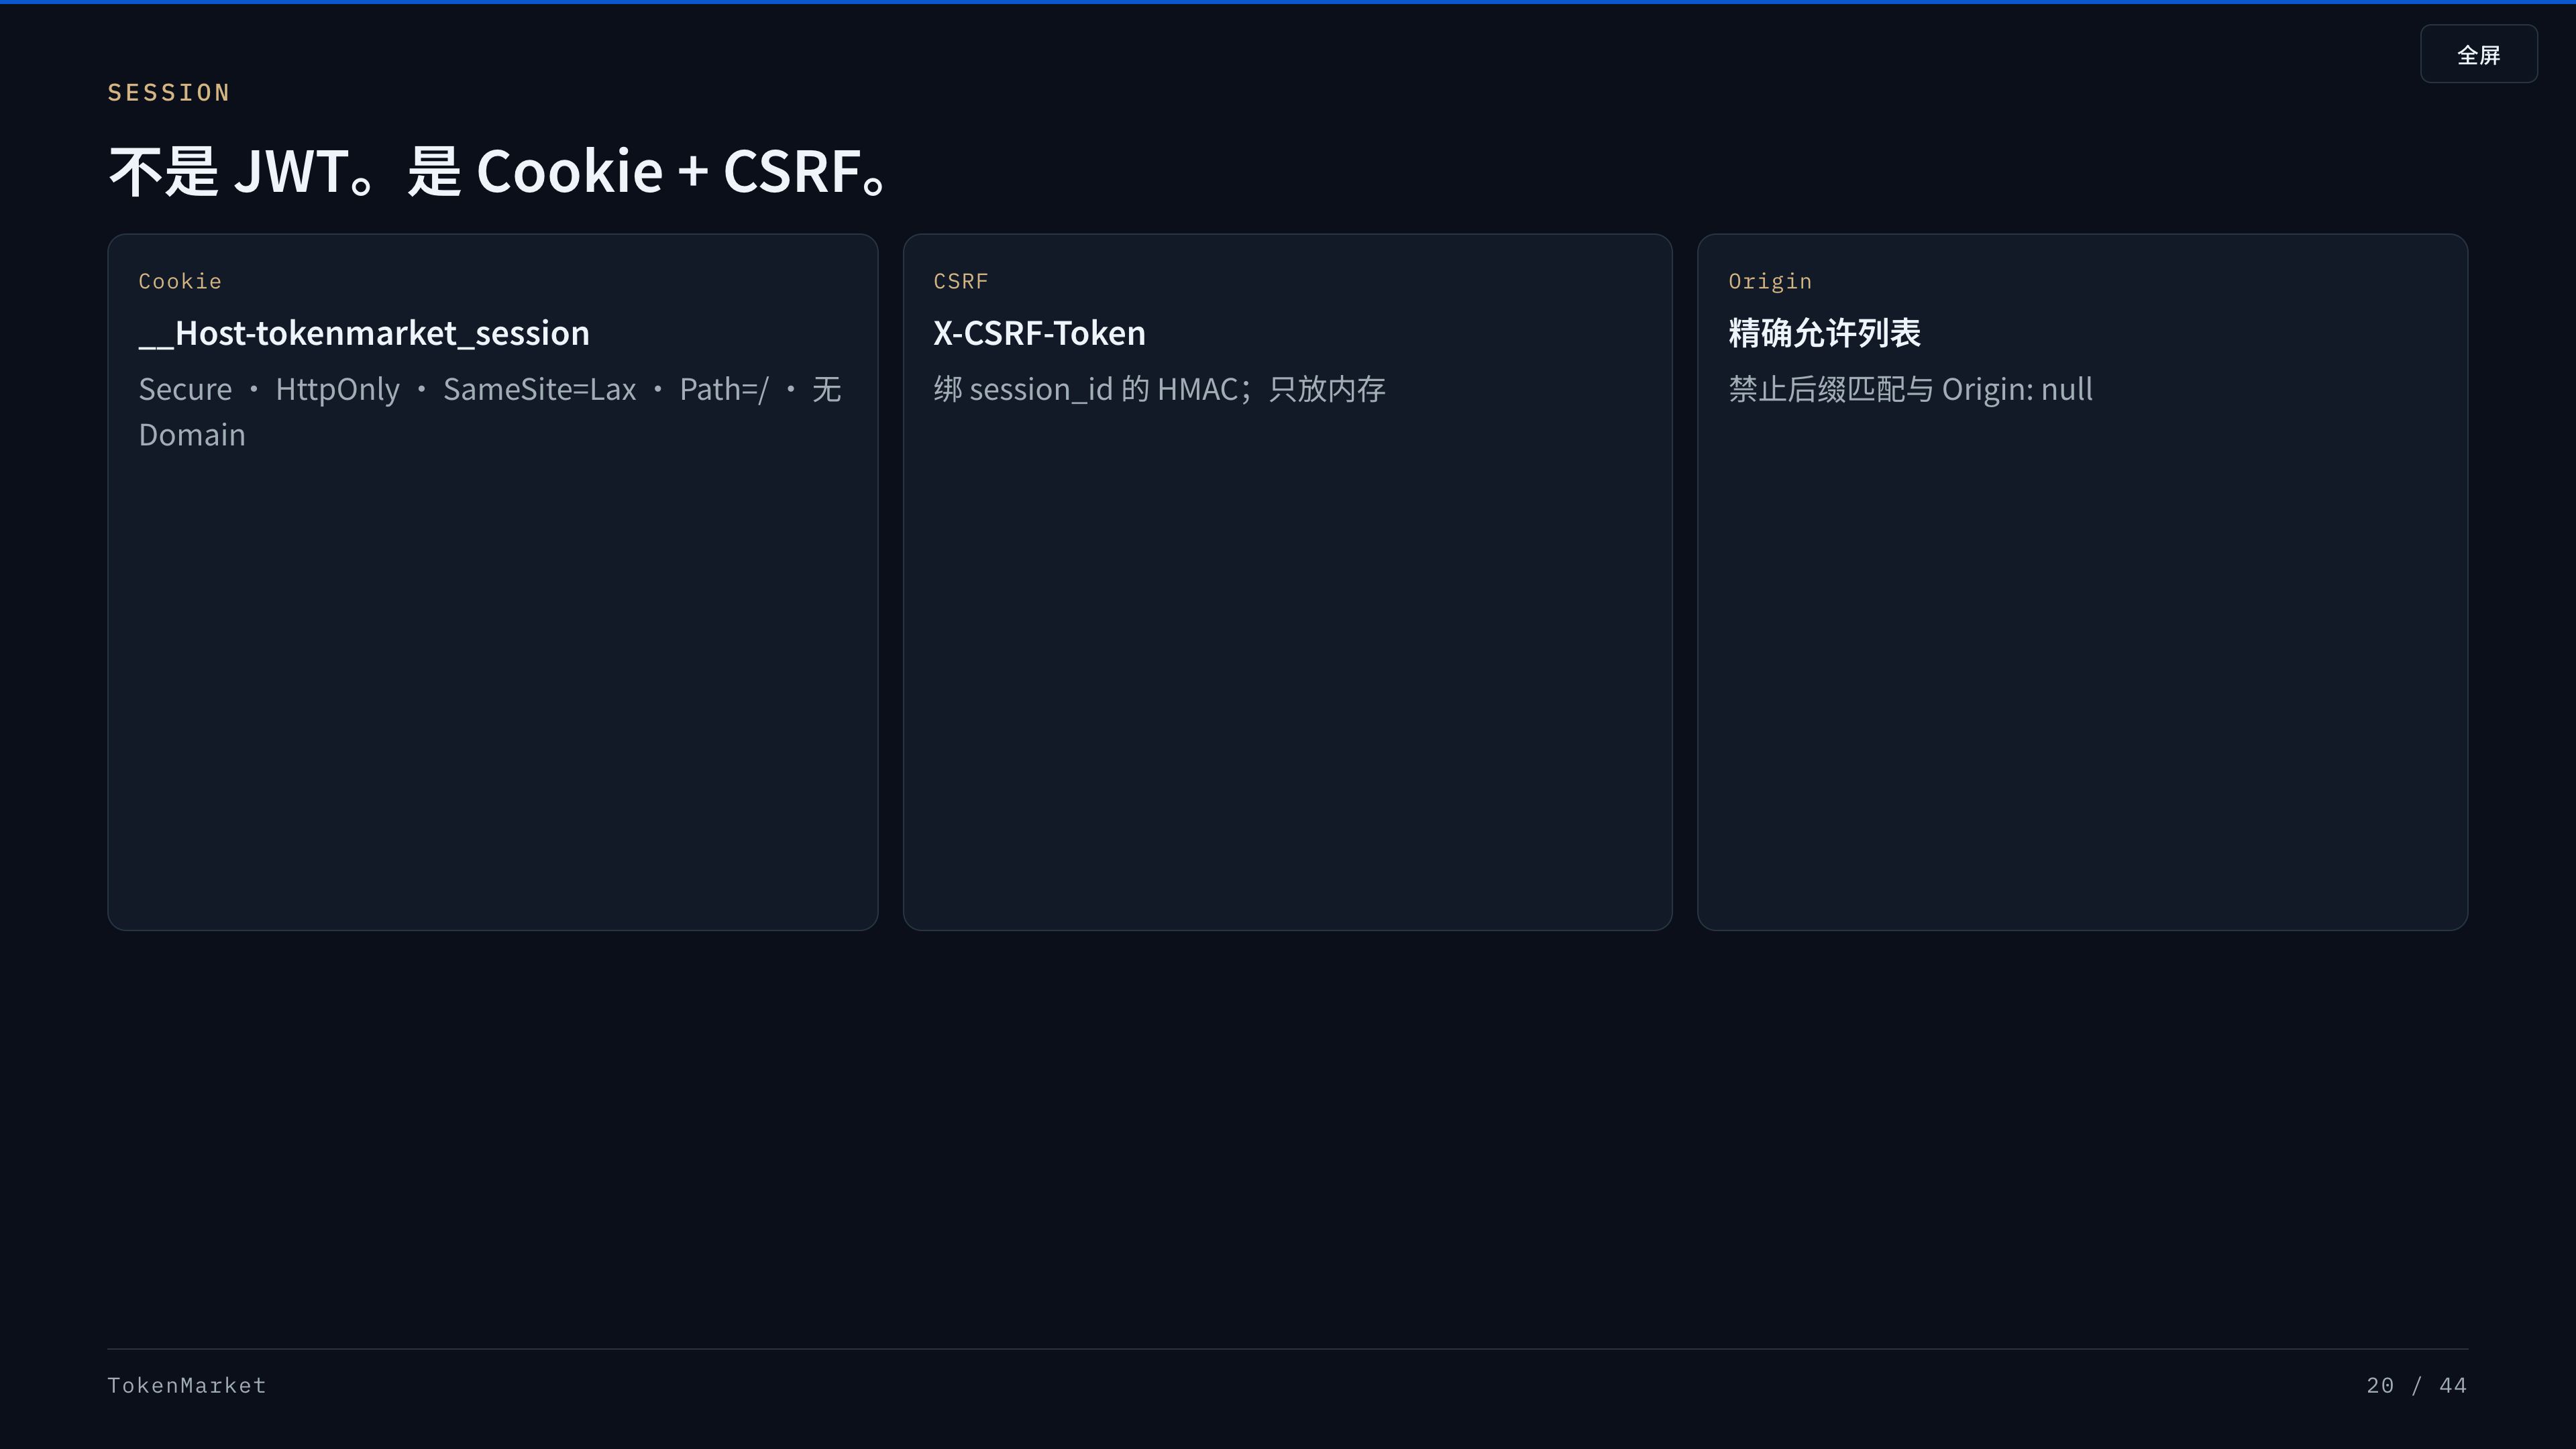 全屏
SESSION
不是 JWT。是 Cookie + CSRF。
Cookie
__Host-tokenmarket_session
Secure · HttpOnly · SameSite=Lax · Path=/ · 无
Domain
CSRF
X-CSRF-Token
绑 session_id 的 HMAC；只放内存
Origin
精确允许列表
禁止后缀匹配与 Origin: null
TokenMarket
20 / 44